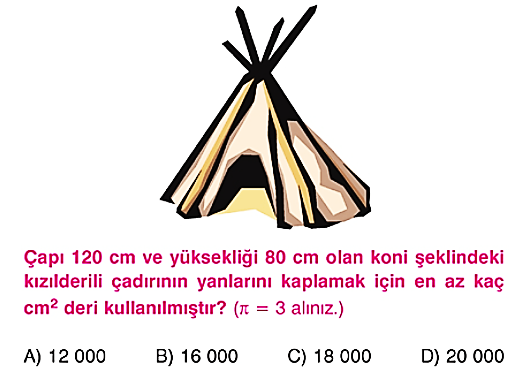 Çapı 120 cm ve yüksekliği 80 cm olan koni şeklindeki
kızılderili çadırının yanlarını kaplamak için en az kaç
cm² deri kullanılmıştır? (π = 3 alınız.)
A) 12 000 B) 16 000 C) 18 000 D) 20 000